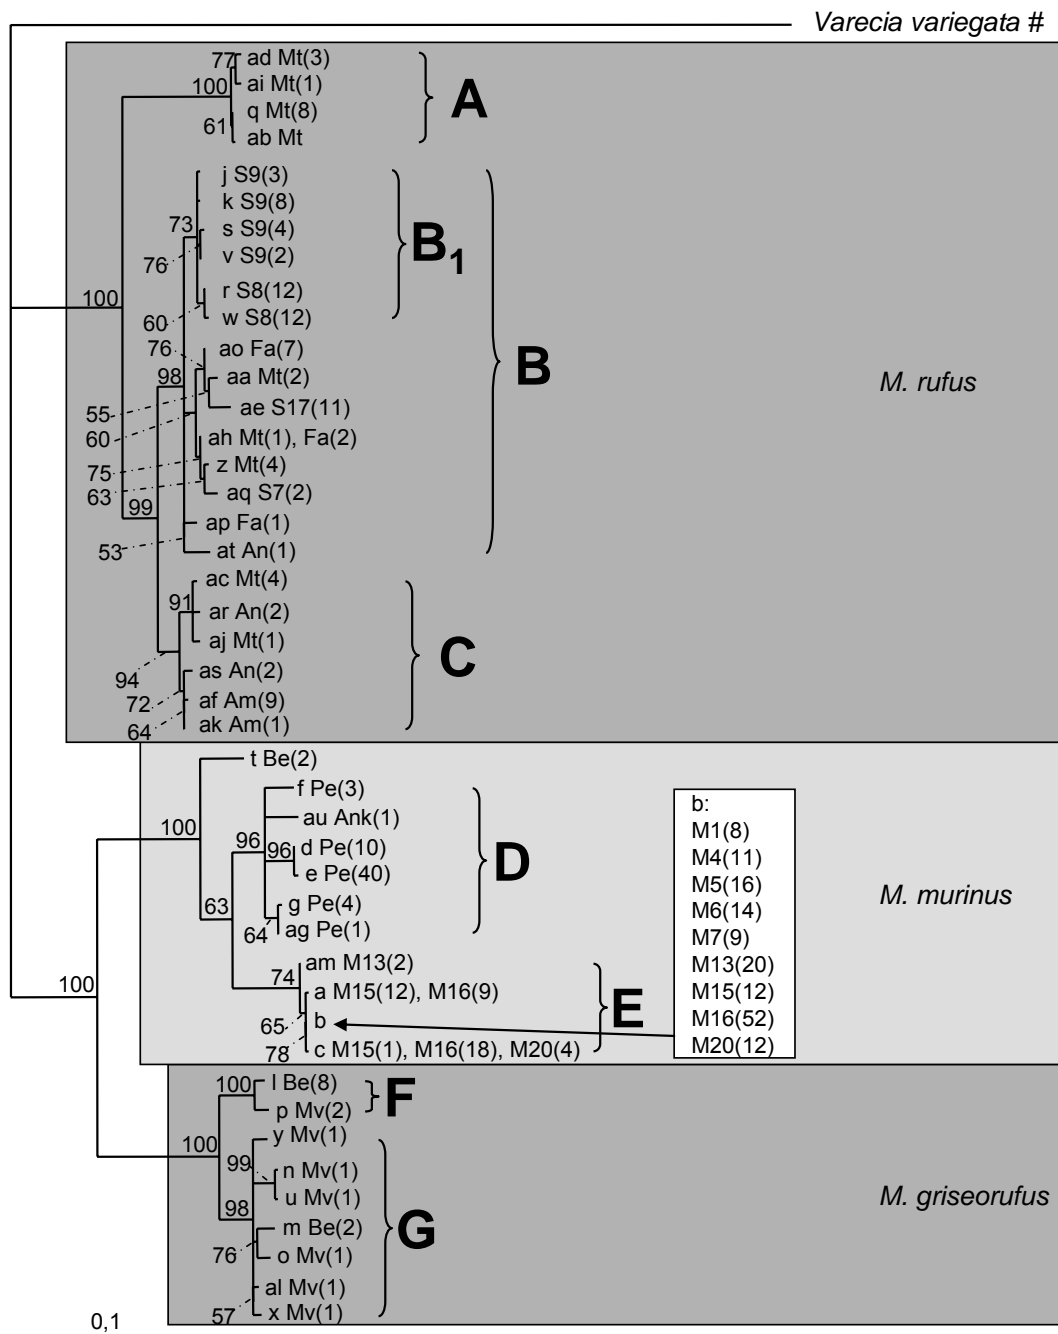 Varecia variegata #
77
ad Mt(3)
100
ai Mt(1)
q Mt(8)
61
ab Mt
A
j S9(3)
k S9(8)
73
s S9(4)
76
v S9(2)
B1
r S8(12)
60
w S8(12)
100
76
ao Fa(7)
98
aa Mt(2)
55
ae S17(11)
60
ah Mt(1), Fa(2)
75
z Mt(4)
63
aq S7(2)
99
ap Fa(1)
53
at An(1)
B
M. rufus
ac Mt(4)
91
ar An(2)
aj Mt(1)
94
as An(2)
72
af Am(9)
64
ak Am(1)
C
t Be(2)
f Pe(3)
100
au Ank(1)
96
96
d Pe(10)
e Pe(40)
63
g Pe(4)
64
ag Pe(1)
D
am M13(2)
74
a M15(12), M16(9)
65
b
78
c M15(1), M16(18), M20(4)
E
b:
M1(8)
M4(11)
M5(16)
M6(14)
M7(9)
M13(20)
M15(12)
M16(52)
M20(12)
M. murinus
100
100
l Be(8)
p Mv(2)
F
100
y Mv(1)
99
n Mv(1)
u Mv(1)
98
m Be(2)
76
o Mv(1)
al Mv(1)
57
x Mv(1)
G
M. griseorufus
0,1